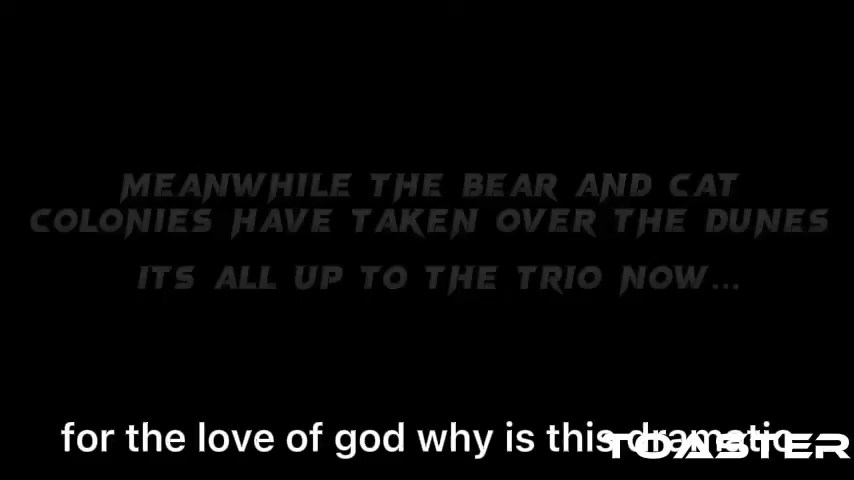 MEANWHILE THE BEAR AND CAT
COLONIES HAVE TAKEN OVER THE DUNES
ITS ALL UP TO THE TRIO NOW...
for the love of god why is this dramatic
TOASTER